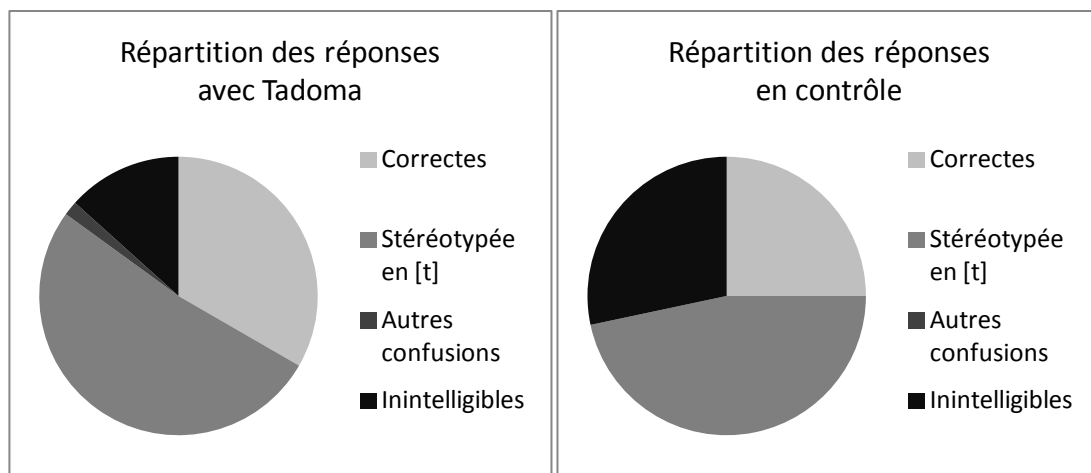 Répartition des réponses
avec Tadoma
Correctes
Stéréotypée
en [t]
Autres
confusions
Inintelligibles
Répartition des réponses
en contrôle
Correctes
Stéréotypée
en [t]
Autres
confusions
Inintelligibles